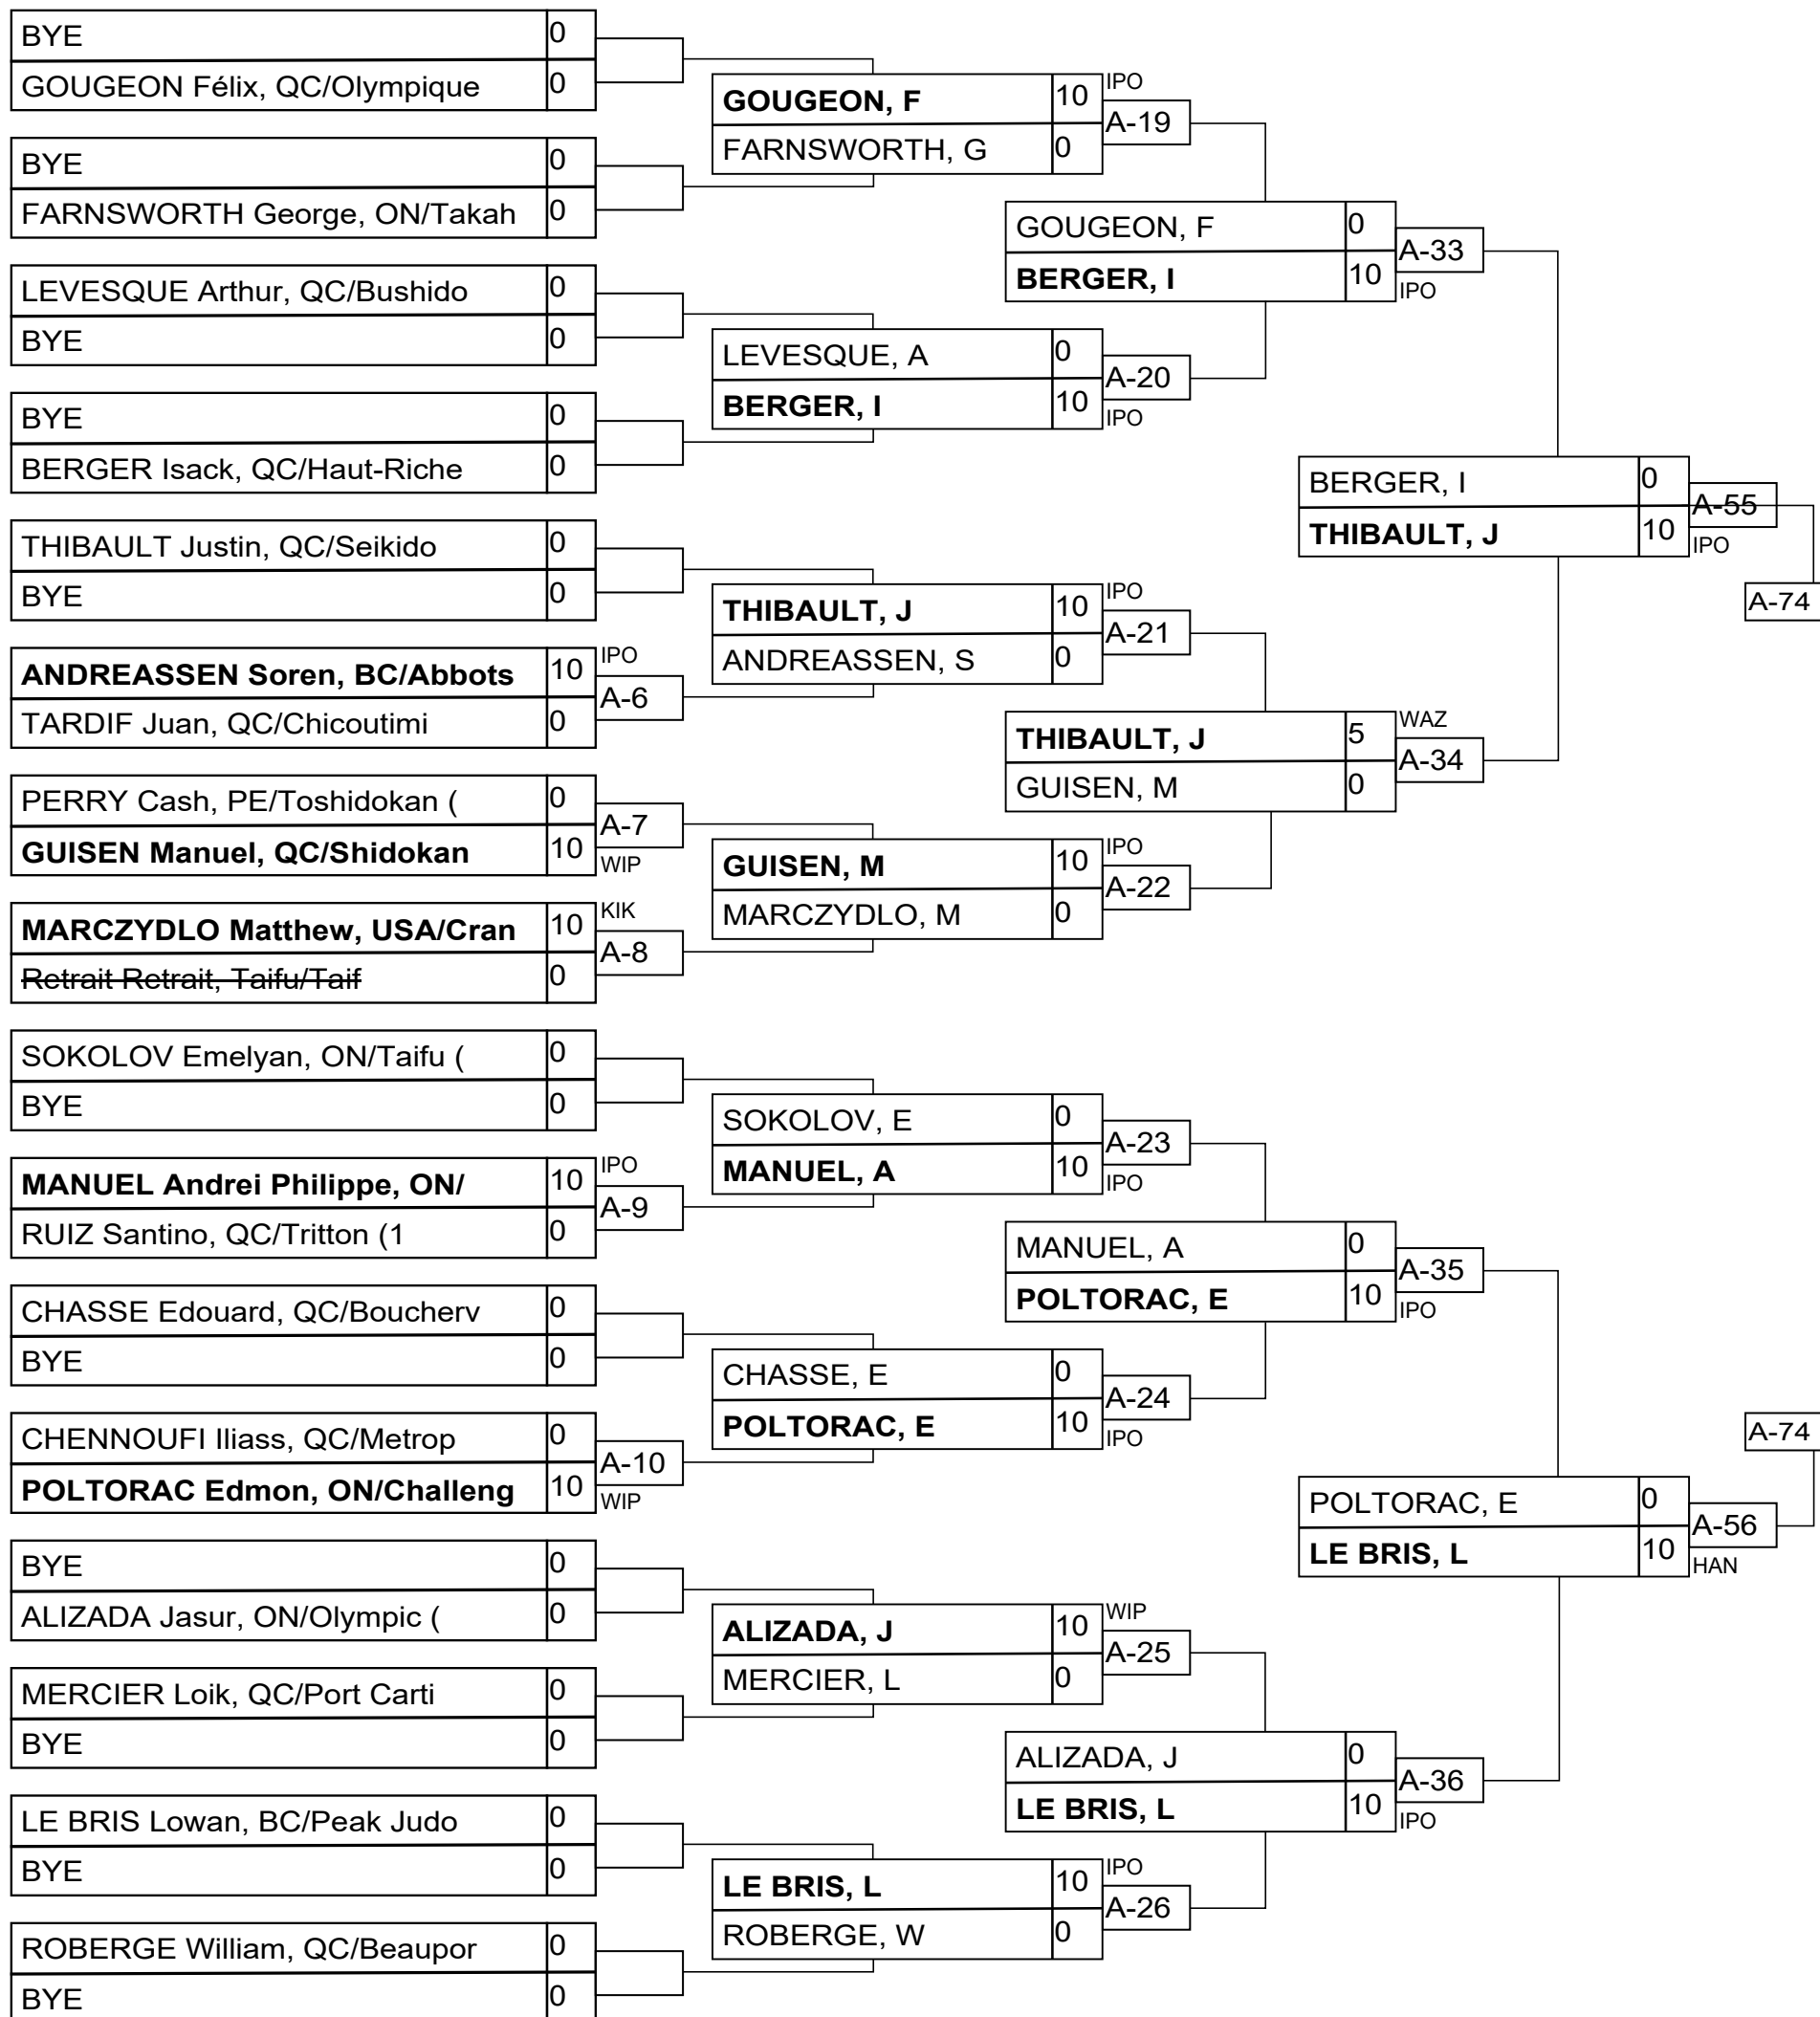 BYE 0
GOUGEON Félix, QC/Olympique 0
BYE 0
FARNSWORTH George, ON/Takah 0
LEVESQUE Arthur, QC/Bushido 0
BYE 0
BYE 0
BERGER Isack, QC/Haut-Riche 0
THIBAULT Justin, QC/Seikido 0
BYE 0
ANDREASSEN Soren, BC/Abbots 10 IPO
A-6
TARDIF Juan, QC/Chicoutimi 0
PERRY Cash, PE/Toshidokan ( 0
A-7
GUISEN Manuel, QC/Shidokan 10 WIP
MARCZYDLO Matthew, USA/Cran 10 KIK
A-8
Retrait Retrait, Taifu/Taif 0
SOKOLOV Emelyan, ON/Taifu ( 0
BYE 0
MANUEL Andrei Philippe, ON/ 10 IPO
A-9
RUIZ Santino, QC/Tritton (1 0
CHASSE Edouard, QC/Boucherv 0
BYE 0
CHENNOUFI Iliass, QC/Metrop 0
A-10
POLTORAC Edmon, ON/Challeng 10 WIP
BYE 0
ALIZADA Jasur, ON/Olympic ( 0
MERCIER Loik, QC/Port Carti 0
BYE 0
LE BRIS Lowan, BC/Peak Judo 0
BYE 0
ROBERGE William, QC/Beaupor 0
BYE 0
GOUGEON, F 10 IPO
A-19
FARNSWORTH, G 0
LEVESQUE, A 0
A-20
BERGER, I 10 IPO
THIBAULT, J 10 IPO
A-21
ANDREASSEN, S 0
GUISEN, M 10 IPO
A-22
MARCZYDLO, M 0
SOKOLOV, E 0
A-23
MANUEL, A 10 IPO
CHASSE, E 0
A-24
POLTORAC, E 10 IPO
ALIZADA, J 10 WIP
A-25
MERCIER, L 0
LE BRIS, L 10 IPO
A-26
ROBERGE, W 0
GOUGEON, F 0
A-33
BERGER, I 10 IPO
THIBAULT, J 5 WAZ
A-34
GUISEN, M 0
MANUEL, A 0
A-35
POLTORAC, E 10 IPO
ALIZADA, J 0
A-36
LE BRIS, L 10 IPO
BERGER, I 0
A-55
THIBAULT, J 10 IPO
A-74
A-74
POLTORAC, E 0
A-56
LE BRIS, L 10 HAN